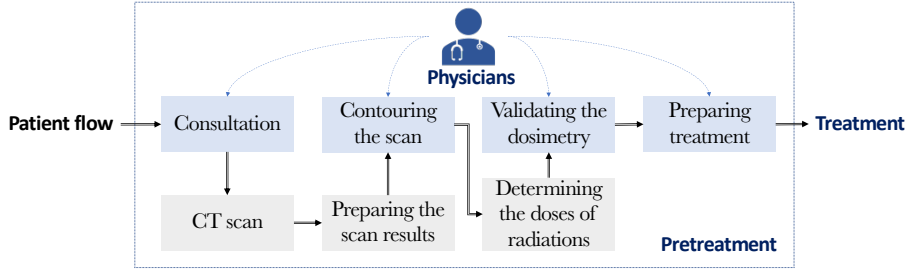 Physicians
Patient flow
Consultation
Contouring
the scan
Validating the
dosimetry
Preparing
treatment
Treatment
CT scan
Preparing the
scan results
Determining
the doses of
radiations
Pretreatment